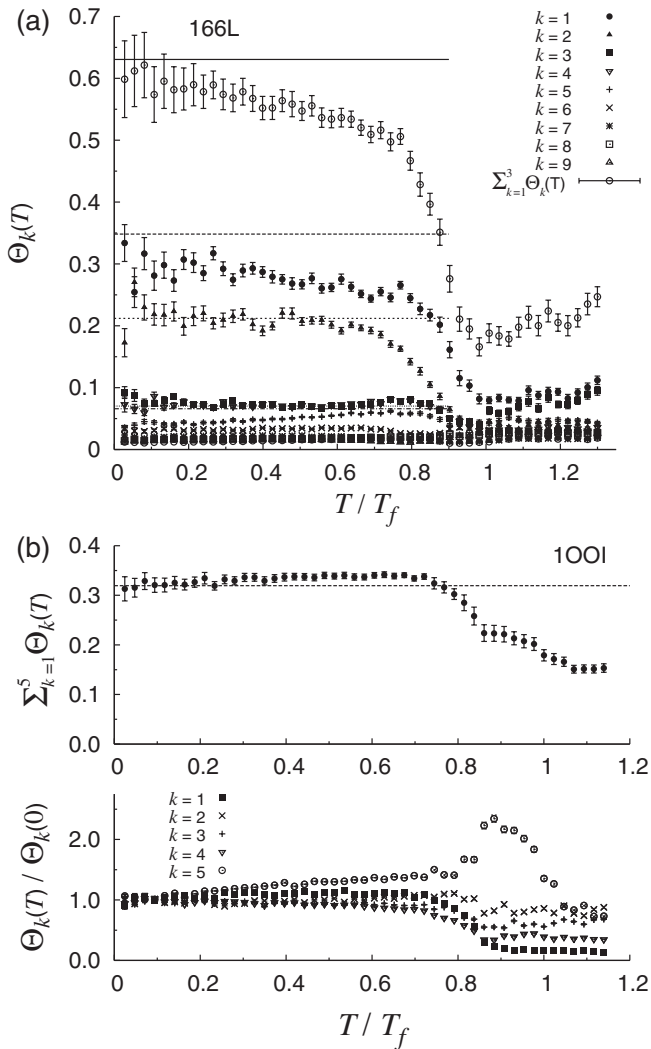 (a)
166L
k = 1
k = 2
k = 3
k = 4
k = 5
k = 6
k = 7
k = 8
k = 9
Σ³ₖ₌₁Θₖ(T)
Θₖ(T)
0.7
0.6
0.5
0.4
0.3
0.2
0.1
0
0 0.2 0.4 0.6 0.8 1 1.2
T / T_f
(b)
1OOI
Σ⁵ₖ₌₁Θₖ(T)
0.4
0.3
0.2
0.1
0.0
0 0.2 0.4 0.6 0.8 1 1.2
k = 1
k = 2
k = 3
k = 4
k = 5
Θₖ(T) / Θₖ(0)
2.0
1.0
0.0
0 0.2 0.4 0.6 0.8 1 1.2
T / T_f